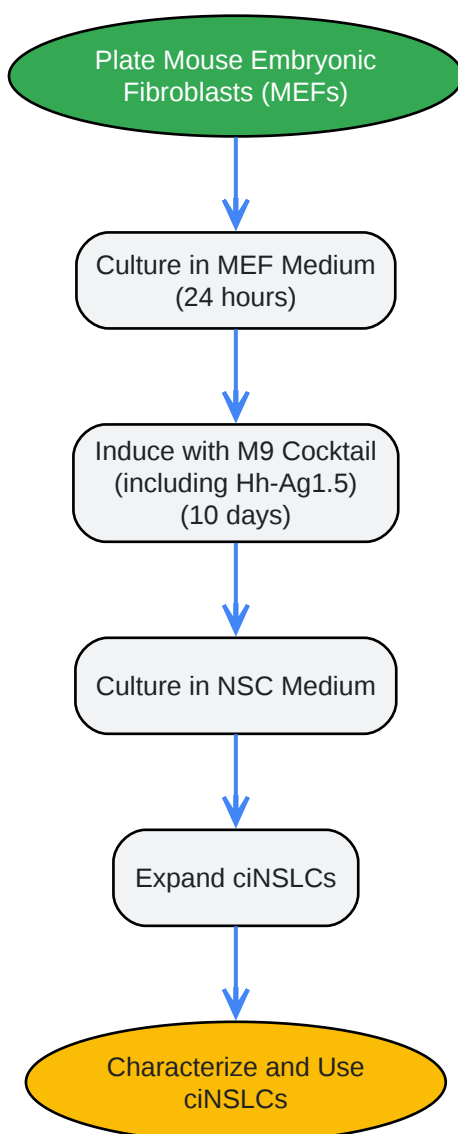 Plate Mouse Embryonic
Fibroblasts (MEFs)
Culture in MEF Medium
(24 hours)
Induce with M9 Cocktail
(including Hh-Ag1.5)
(10 days)
Culture in NSC Medium
Expand ciNSLCs
Characterize and Use
ciNSLCs